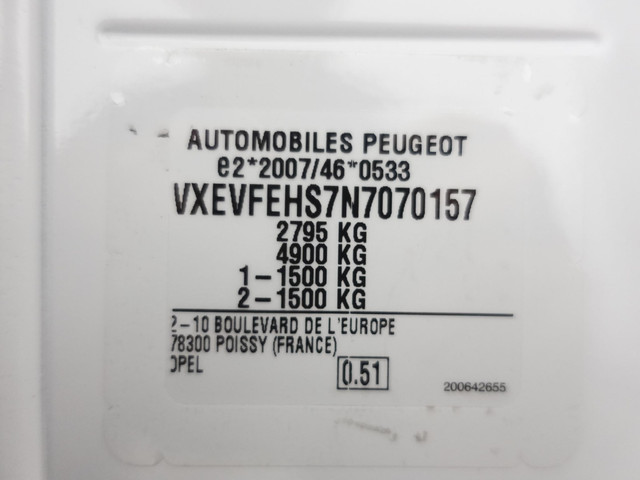 AUTOMOBILES PEUGEOT
e2*2007/46*0533
VXEVFEHS7N7070157
2795 KG
4900 KG
1-1500 KG
2-1500 KG
2-10 BOULEVARD DE L'EUROPE
78300 POISSY (FRANCE)
OPEL
0.51
200642655